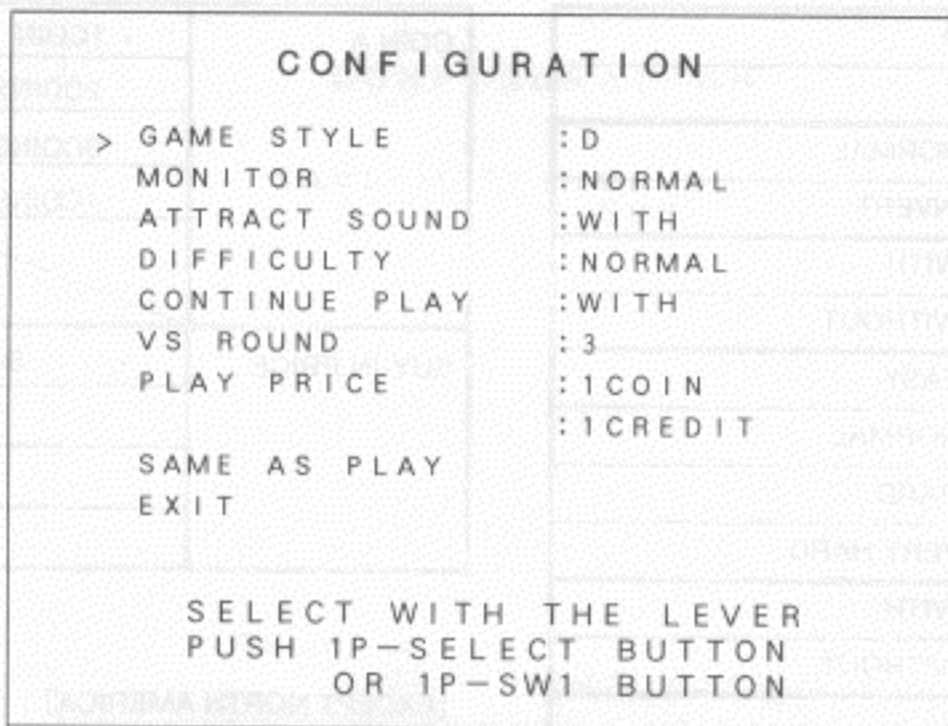 CONFIGURATION
> GAME STYLE :D
MONITOR :NORMAL
ATTRACT SOUND :WITH
DIFFICULTY :NORMAL
CONTINUE PLAY :WITH
VS ROUND :3
PLAY PRICE :1COIN
:1CREDIT
SAME AS PLAY
EXIT
SELECT WITH THE LEVER
PUSH 1P-SELECT BUTTON
OR 1P-SW1 BUTTON